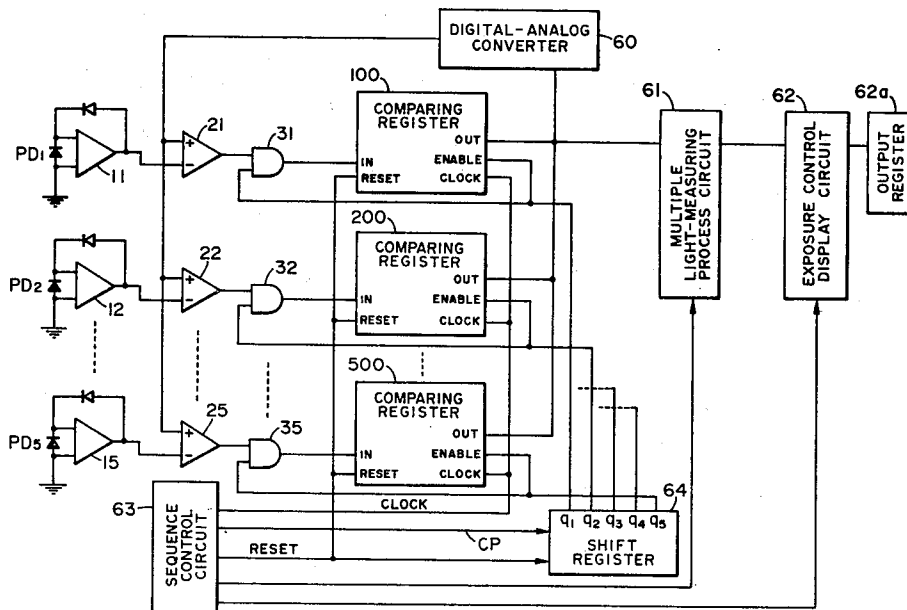 DIGITAL-ANALOG
CONVERTER
60
100
COMPARING
REGISTER
OUT
ENABLE
CLOCK
IN
RESET
61
MULTIPLE
LIGHT-MEASURING
PROCESS CIRCUIT
62
EXPOSURE CONTROL
DISPLAY CIRCUIT
62a
OUTPUT
REGISTER
PD1
11
21
+
−
31
200
COMPARING
REGISTER
OUT
ENABLE
CLOCK
IN
RESET
PD2
12
22
+
−
32
500
COMPARING
REGISTER
OUT
ENABLE
CLOCK
IN
RESET
PD5
15
25
+
−
35
63
SEQUENCE
CONTROL
CIRCUIT
CLOCK
CP
RESET
64
q1 q2 q3 q4 q5
SHIFT
REGISTER